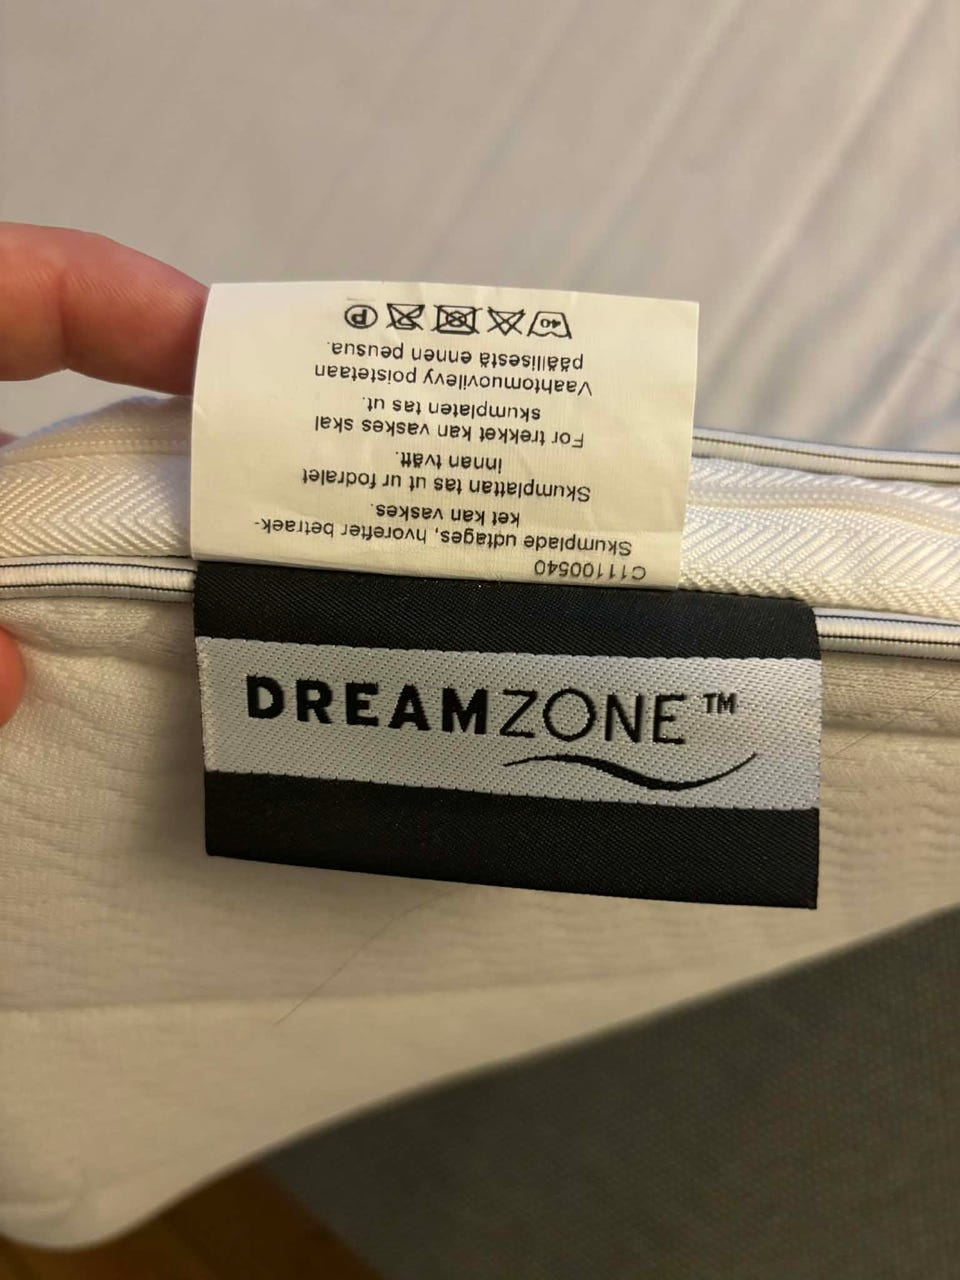 C11100540
Skumplade udtages, hvorefter betraek-
ket kan vaskes.
Skumplattan tas ut ur fodralet
innan tvätt.
For trekket kan vaskes skal
skumplaten tas ut.
Vaahtomuovilevy poistetaan
päällisestä ennen pesua.
40 P
DREAMZONE™